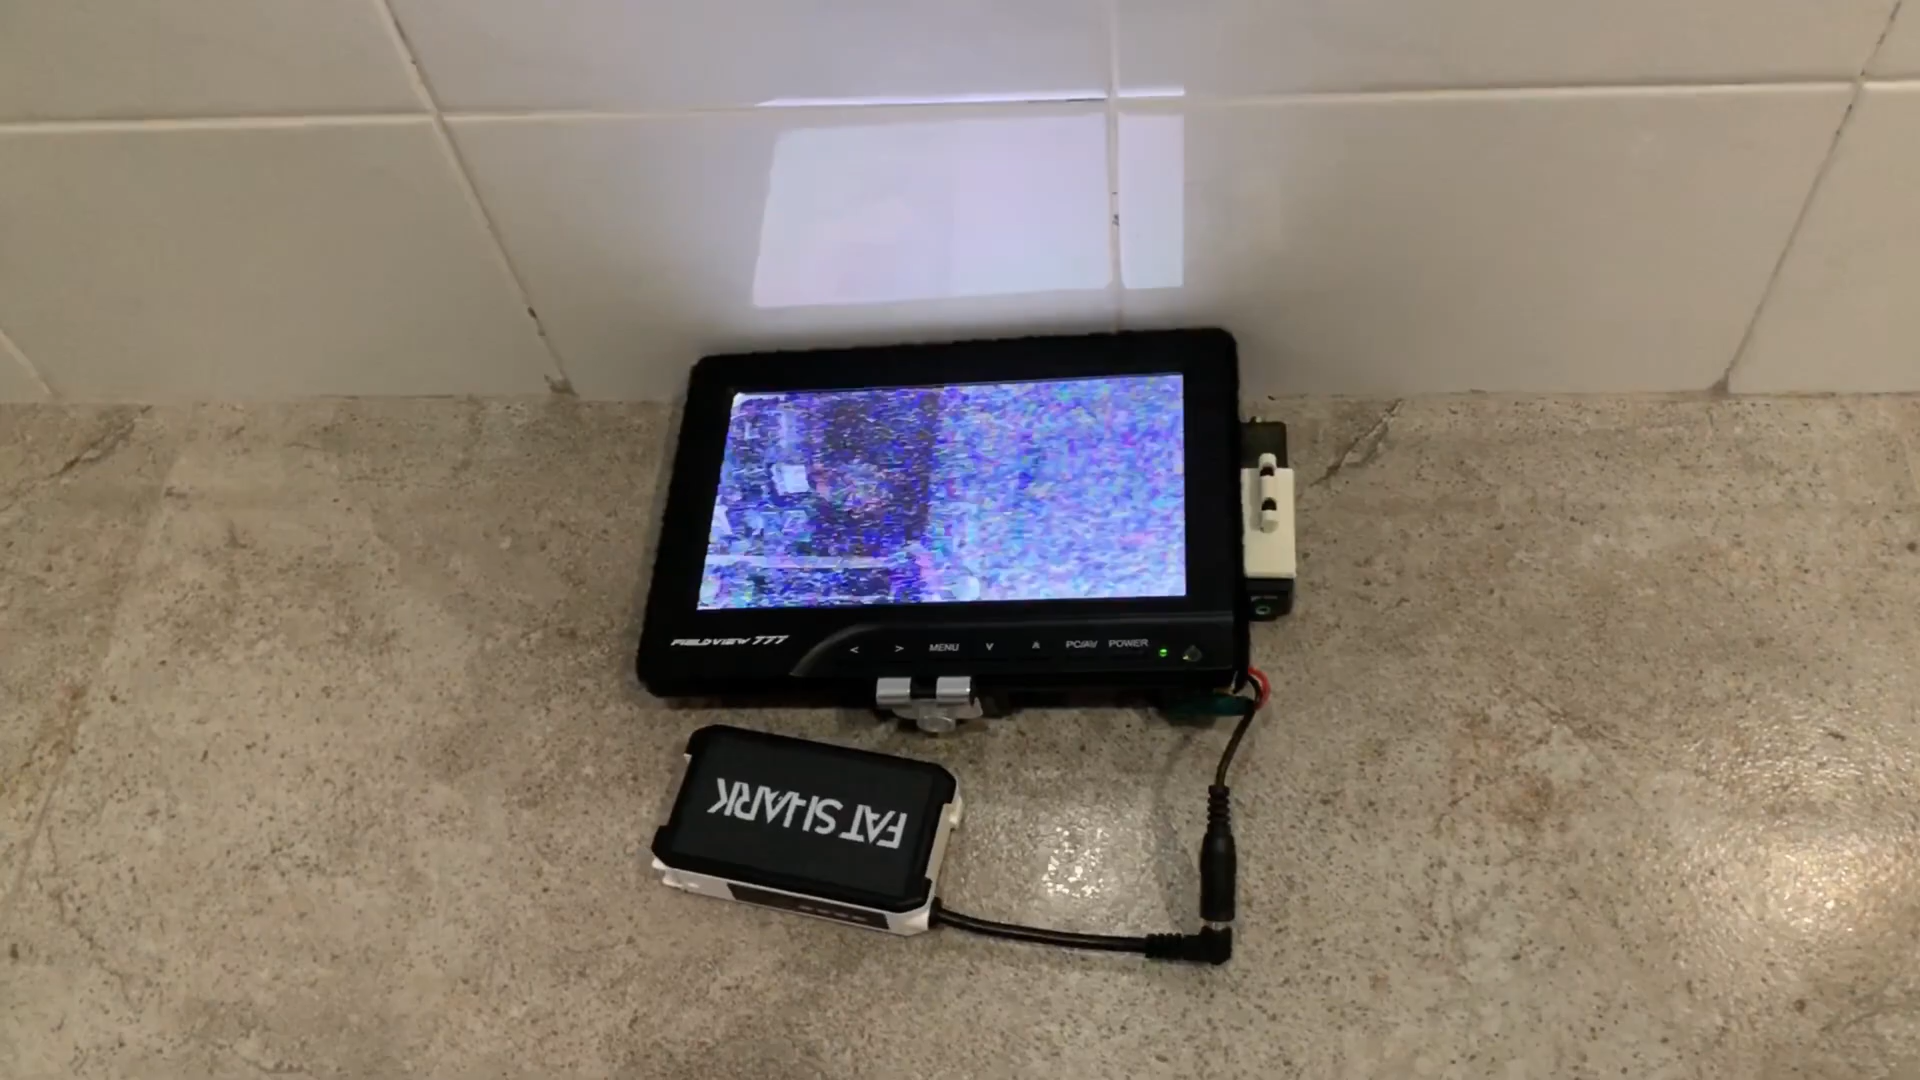 FIELDVIEW 777
< > MENU ∨ ∧ PC/AV POWER
FAT SHARK